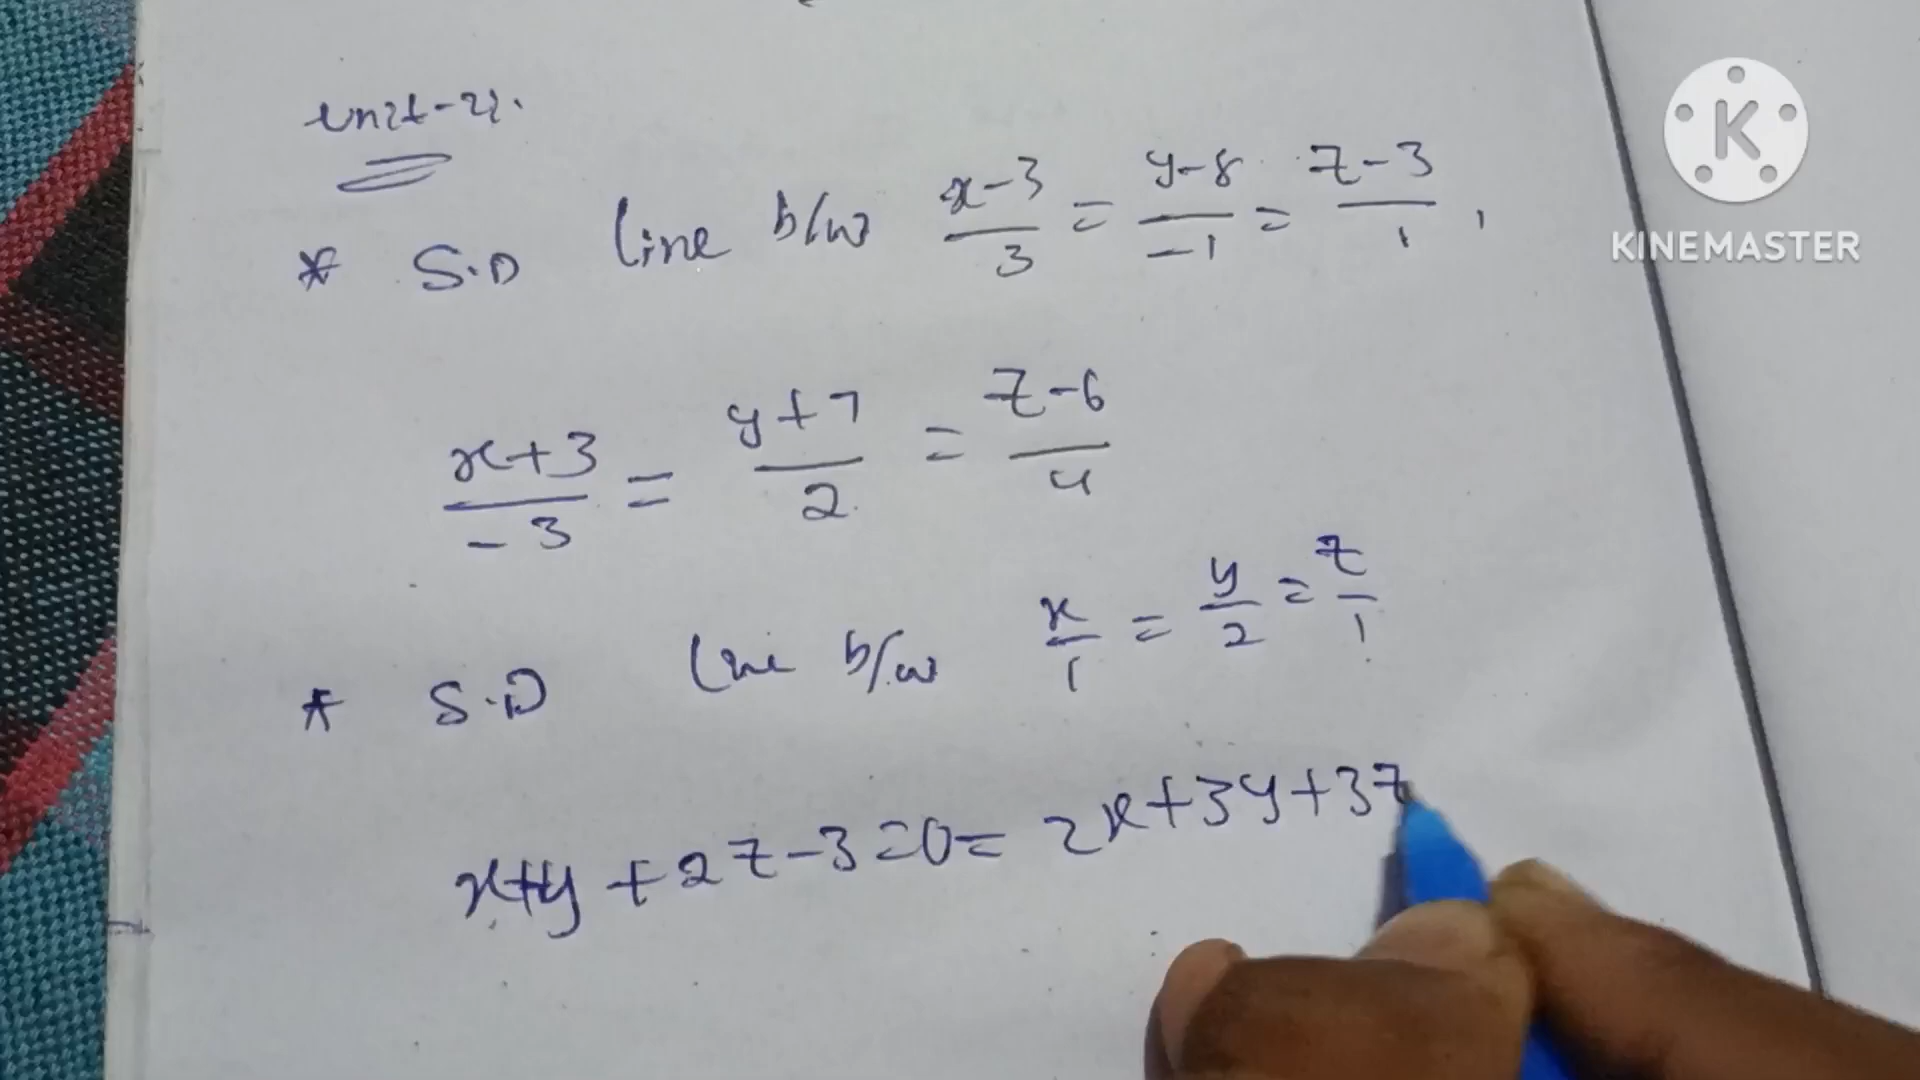 unit-21.
* S.D line b/w x-3/3 = y-8/-1 = z-3/1 ,
x+3/-3 = y+7/2 = z-6/4
* S.D line b/w x/1 = y/2 = z/1
x+y+2z-3=0= 2x+3y+3z
K
KINEMASTER